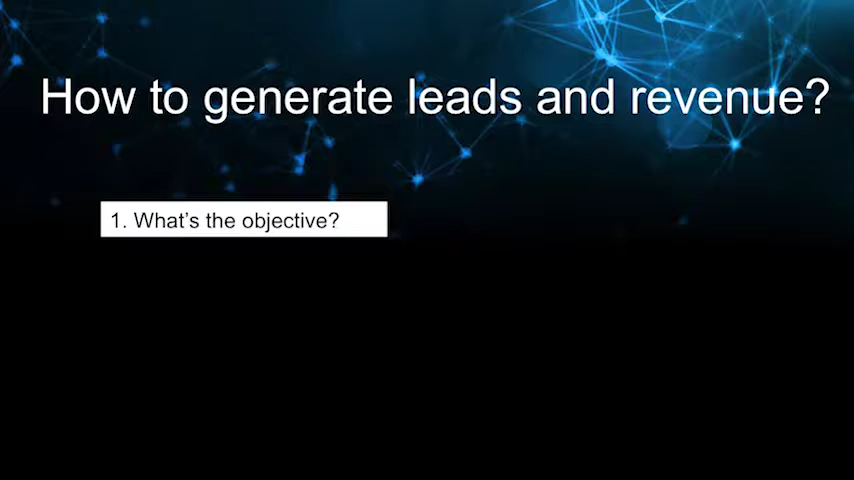 How to generate leads and revenue?
1. What's the objective?